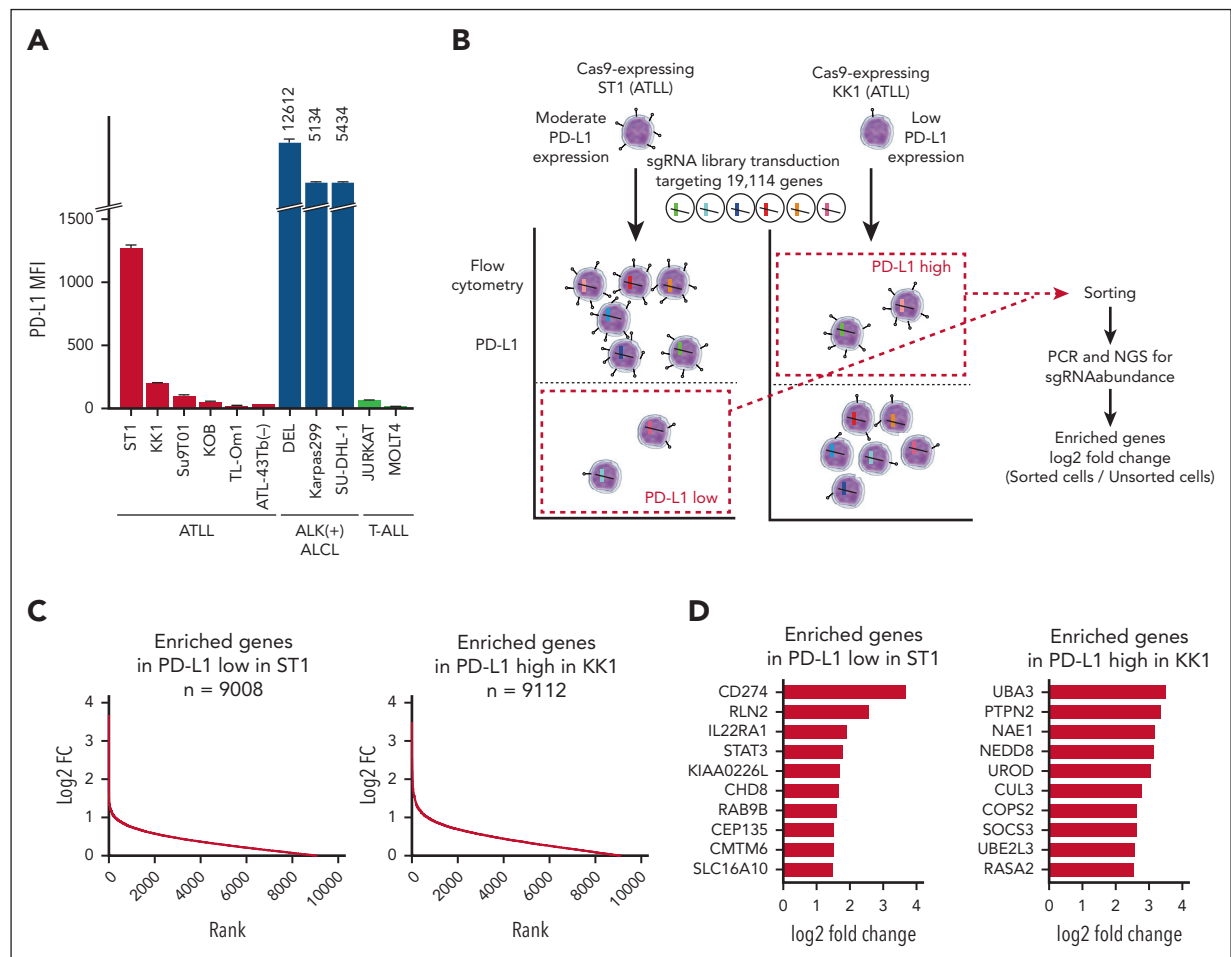 A
12612
5134
5434
1500
1000
500
0
PD-L1 MFI
ST1
KK1
Su9T01
KOB
TL-Om1
ATL-43Tb(–)
DEL
Karpas299
SU-DHL-1
JURKAT
MOLT4
ATLL
ALK(+)
ALCL
T-ALL
B
Cas9-expressing
ST1 (ATLL)
Moderate
PD-L1
expression
Cas9-expressing
KK1 (ATLL)
Low
PD-L1
expression
sgRNA library transduction
targeting 19,114 genes
Flow
cytometry
PD-L1
PD-L1 low
PD-L1 high
Sorting
PCR and NGS for
sgRNAabundance
Enriched genes
log2 fold change
(Sorted cells / Unsorted cells)
C
Enriched genes
in PD-L1 low in ST1
n = 9008
4
3
2
1
0
Log2 FC
0
2000
4000
6000
8000
10000
Rank
Enriched genes
in PD-L1 high in KK1
n = 9112
4
3
2
1
0
Log2 FC
0
2000
4000
6000
8000
10000
Rank
D
Enriched genes
in PD-L1 low in ST1
CD274
RLN2
IL22RA1
STAT3
KIAA0226L
CHD8
RAB9B
CEP135
CMTM6
SLC16A10
0 1 2 3 4
log2 fold change
Enriched genes
in PD-L1 high in KK1
UBA3
PTPN2
NAE1
NEDD8
UROD
CUL3
COPS2
SOCS3
UBE2L3
RASA2
0 1 2 3 4
log2 fold change